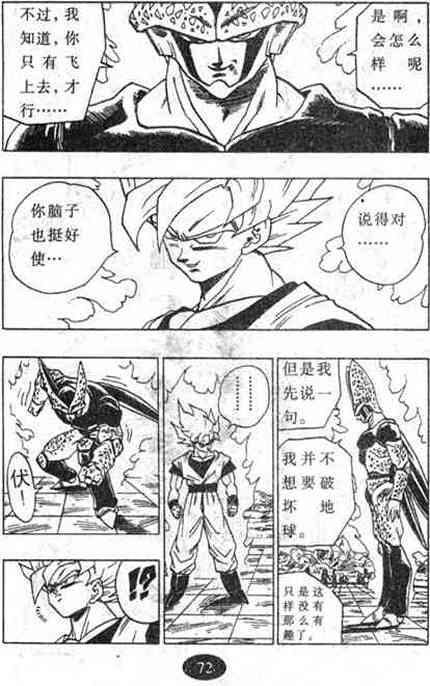 是啊，
会怎么
样呢
……
不过，我
知道，你
只有飞
上去，才
行……
说得对
……
你脑子
也挺好
使…
但是我
先说一
句。
我并不
想要破
坏地
球。
只是这
样没有
那么有
趣了。
…………
伏！
!?
72